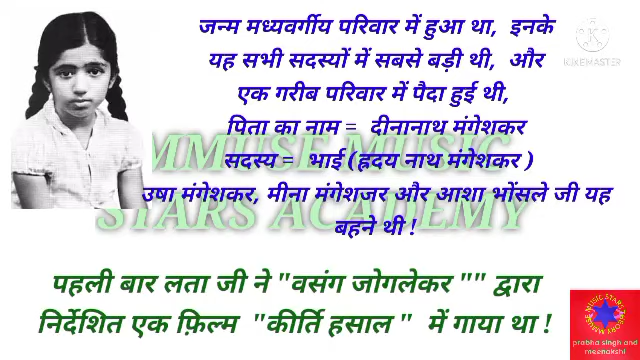 जन्म मध्यवर्गीय परिवार में हुआ था, इनके
यह सभी सदस्यों में सबसे बड़ी थी, और
एक गरीब परिवार में पैदा हुई थी,
पिता का नाम = दीनानाथ मंगेशकर
सदस्य = भाई ( ह्रदय नाथ मंगेशकर )
उषा मंगेशकर, मीना मंगेशजर और आशा भोंसले जी यह
बहने थी !
पहली बार लता जी ने "वसंग जोगलेकर "" द्वारा
निर्देशित एक फ़िल्म "कीर्ति हसाल " में गाया था !
KINEMASTER
MMUSE MUSIC
STARS ACADEMY
prabha singh and
meenakshi